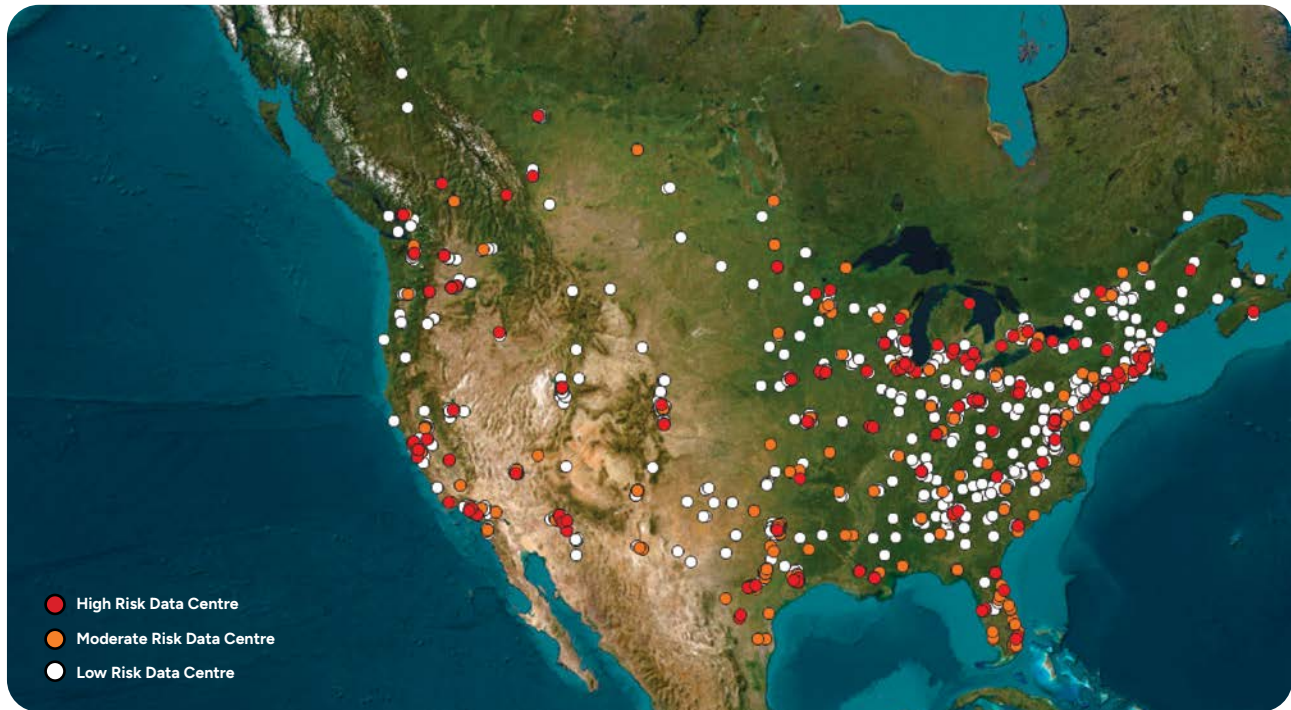 High Risk Data Centre
Moderate Risk Data Centre
Low Risk Data Centre